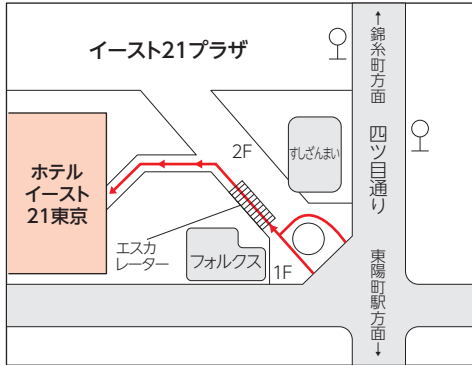 イースト21プラザ
↑錦糸町方面
四ツ目通り
東陽町駅方面↓
2F
すしざんまい
ホテル
イースト
21東京
エスカ
レーター
フォルクス
1F